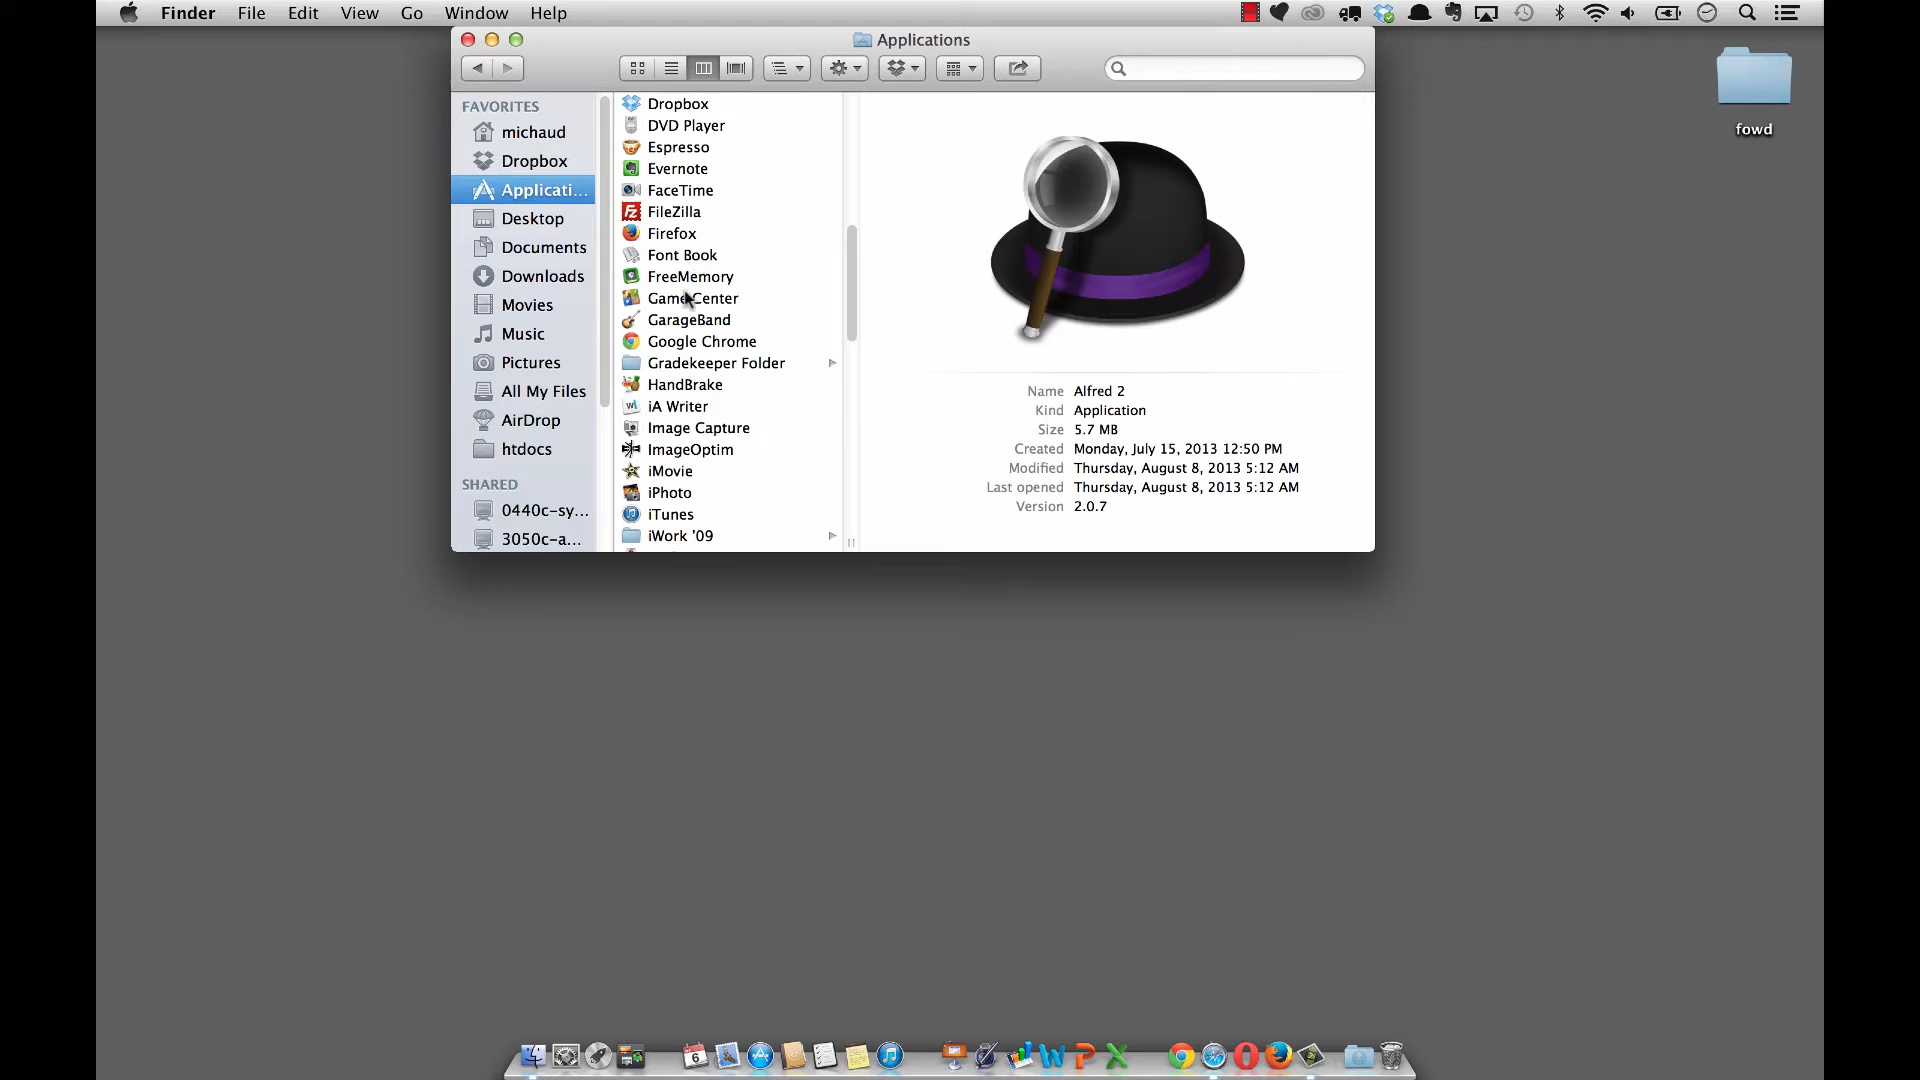 Finder File Edit View Go Window Help
Applications
FAVORITES
michaud
Dropbox
Applicati...
Desktop
Documents
Downloads
Movies
Music
Pictures
All My Files
AirDrop
htdocs
SHARED
0440c-sy...
3050c-a...
Dropbox
DVD Player
Espresso
Evernote
FaceTime
FileZilla
Firefox
Font Book
FreeMemory
Game Center
GarageBand
Google Chrome
Gradekeeper Folder
HandBrake
iA Writer
Image Capture
ImageOptim
iMovie
iPhoto
iTunes
iWork '09
Name Alfred 2
Kind Application
Size 5.7 MB
Created Monday, July 15, 2013 12:50 PM
Modified Thursday, August 8, 2013 5:12 AM
Last opened Thursday, August 8, 2013 5:12 AM
Version 2.0.7
fowd
6